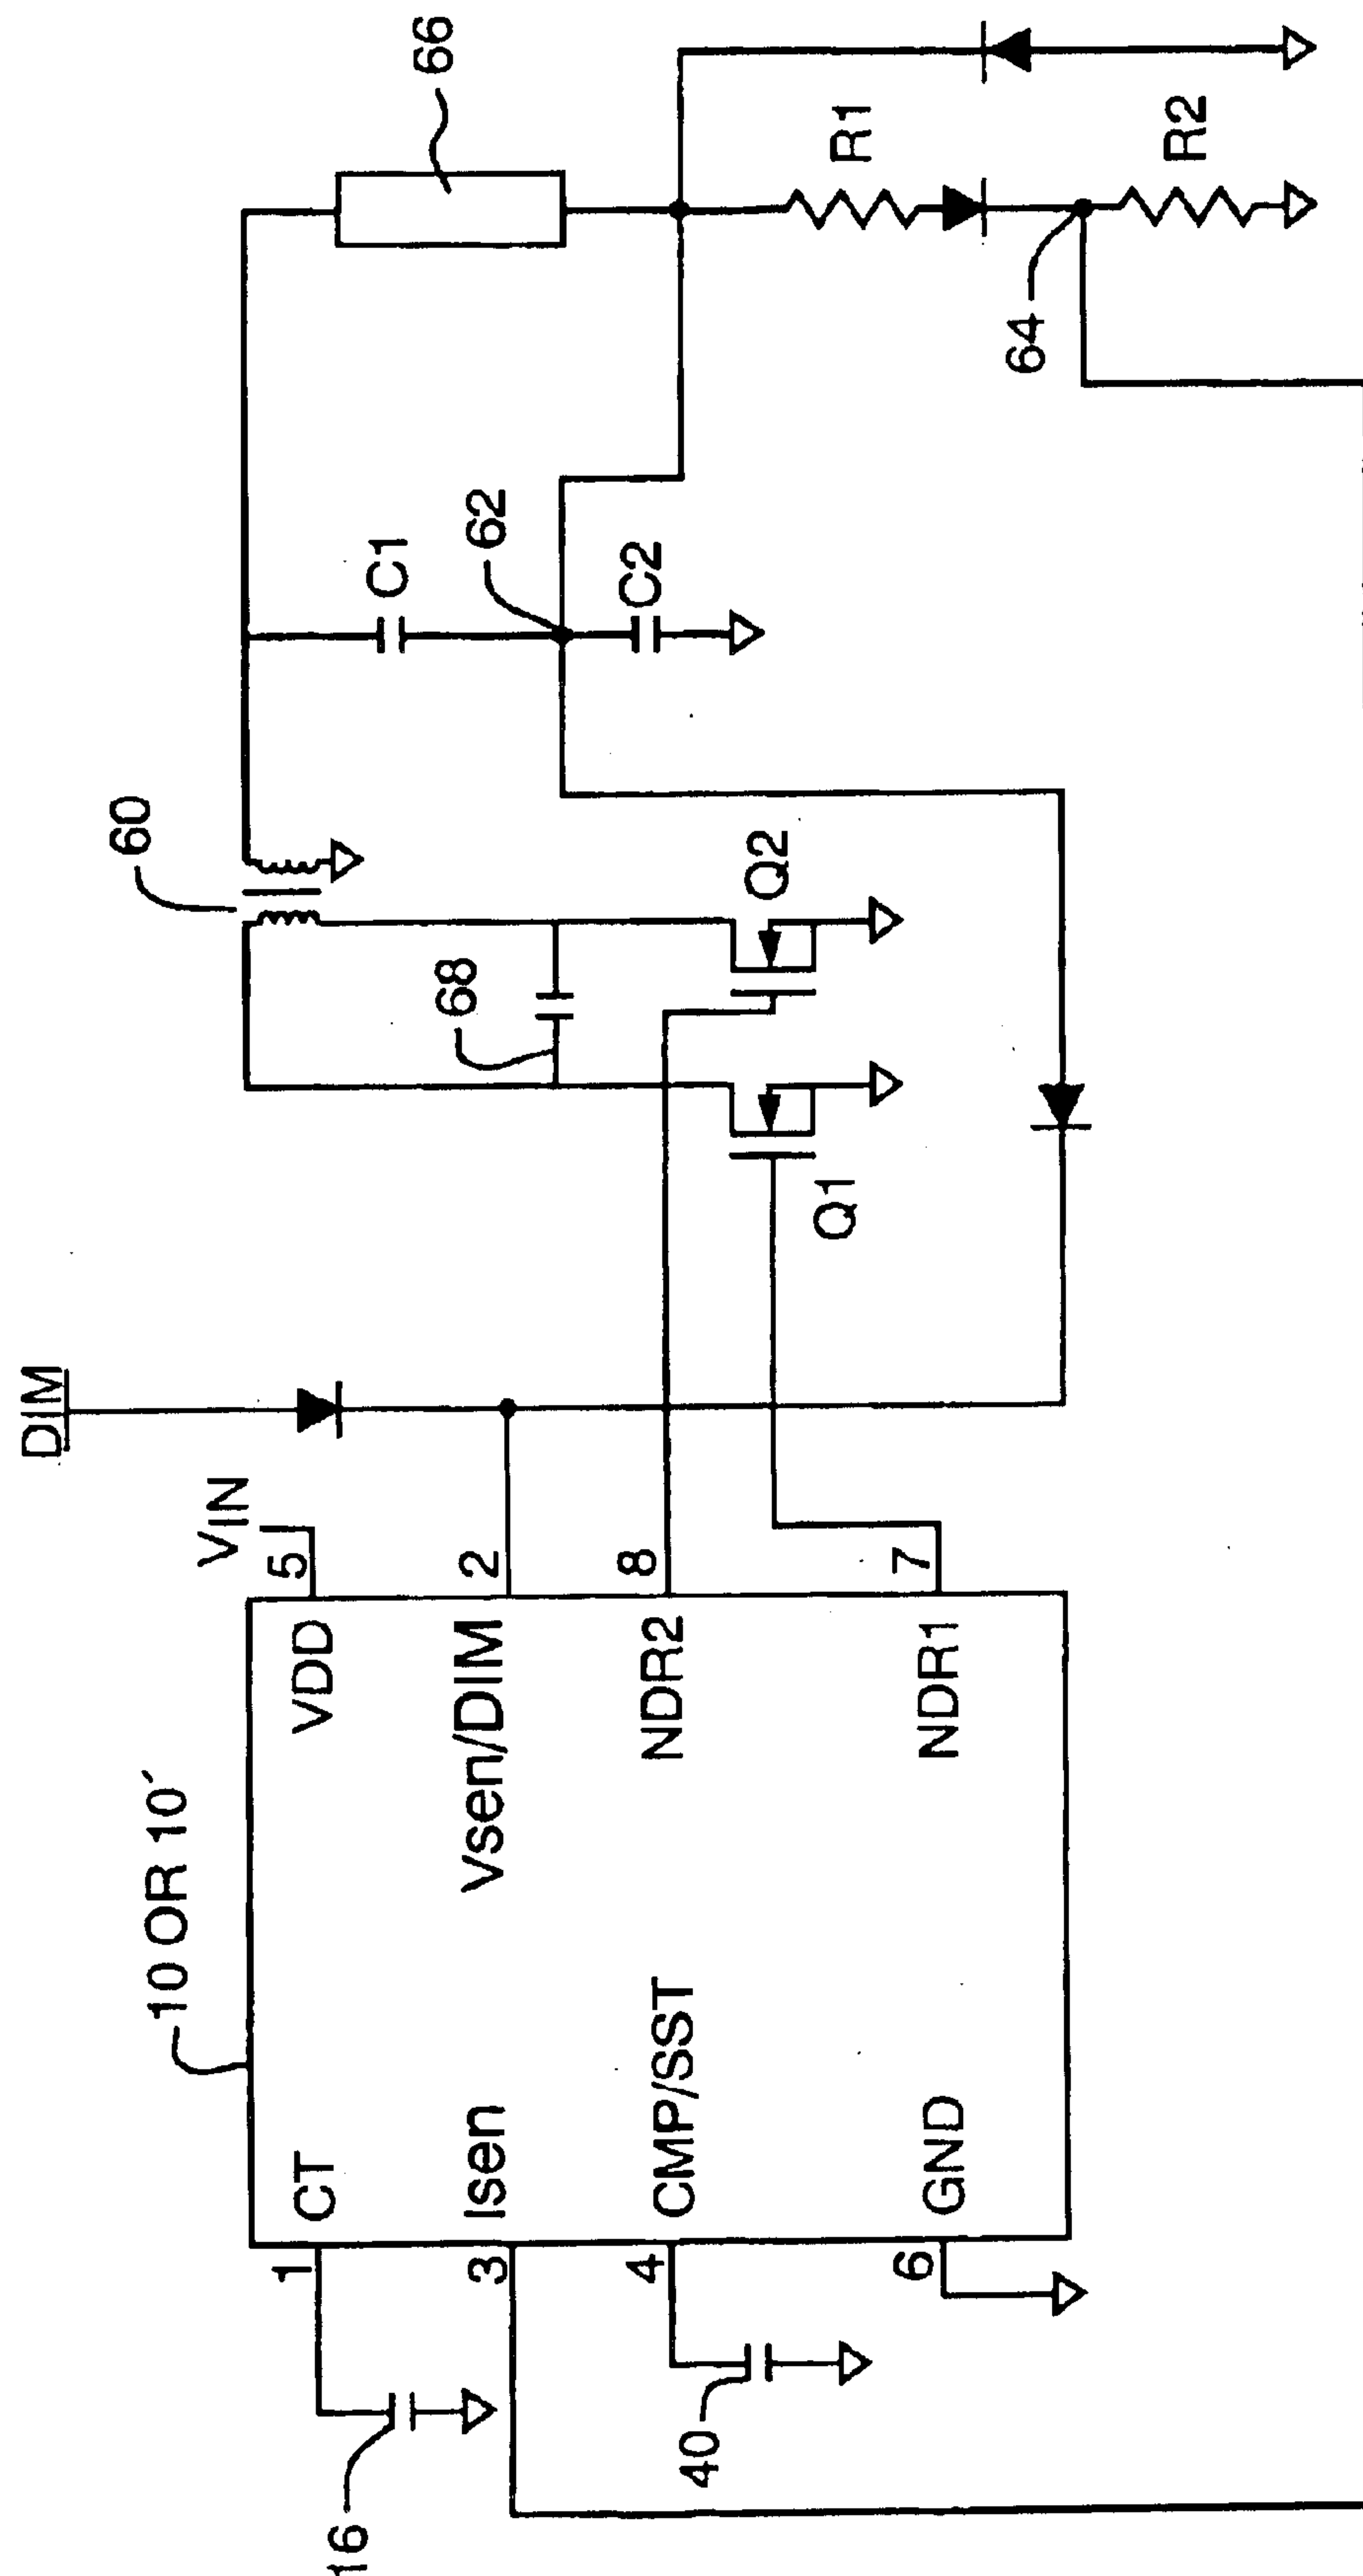 DIM
VIN
10 OR 10´
5
VDD
2
Vsen/DIM
8
NDR2
7
NDR1
CT
1
Isen
3
CMP/SST
4
GND
6
16
40
60
68
Q1
Q2
C1
62
C2
66
R1
64
R2